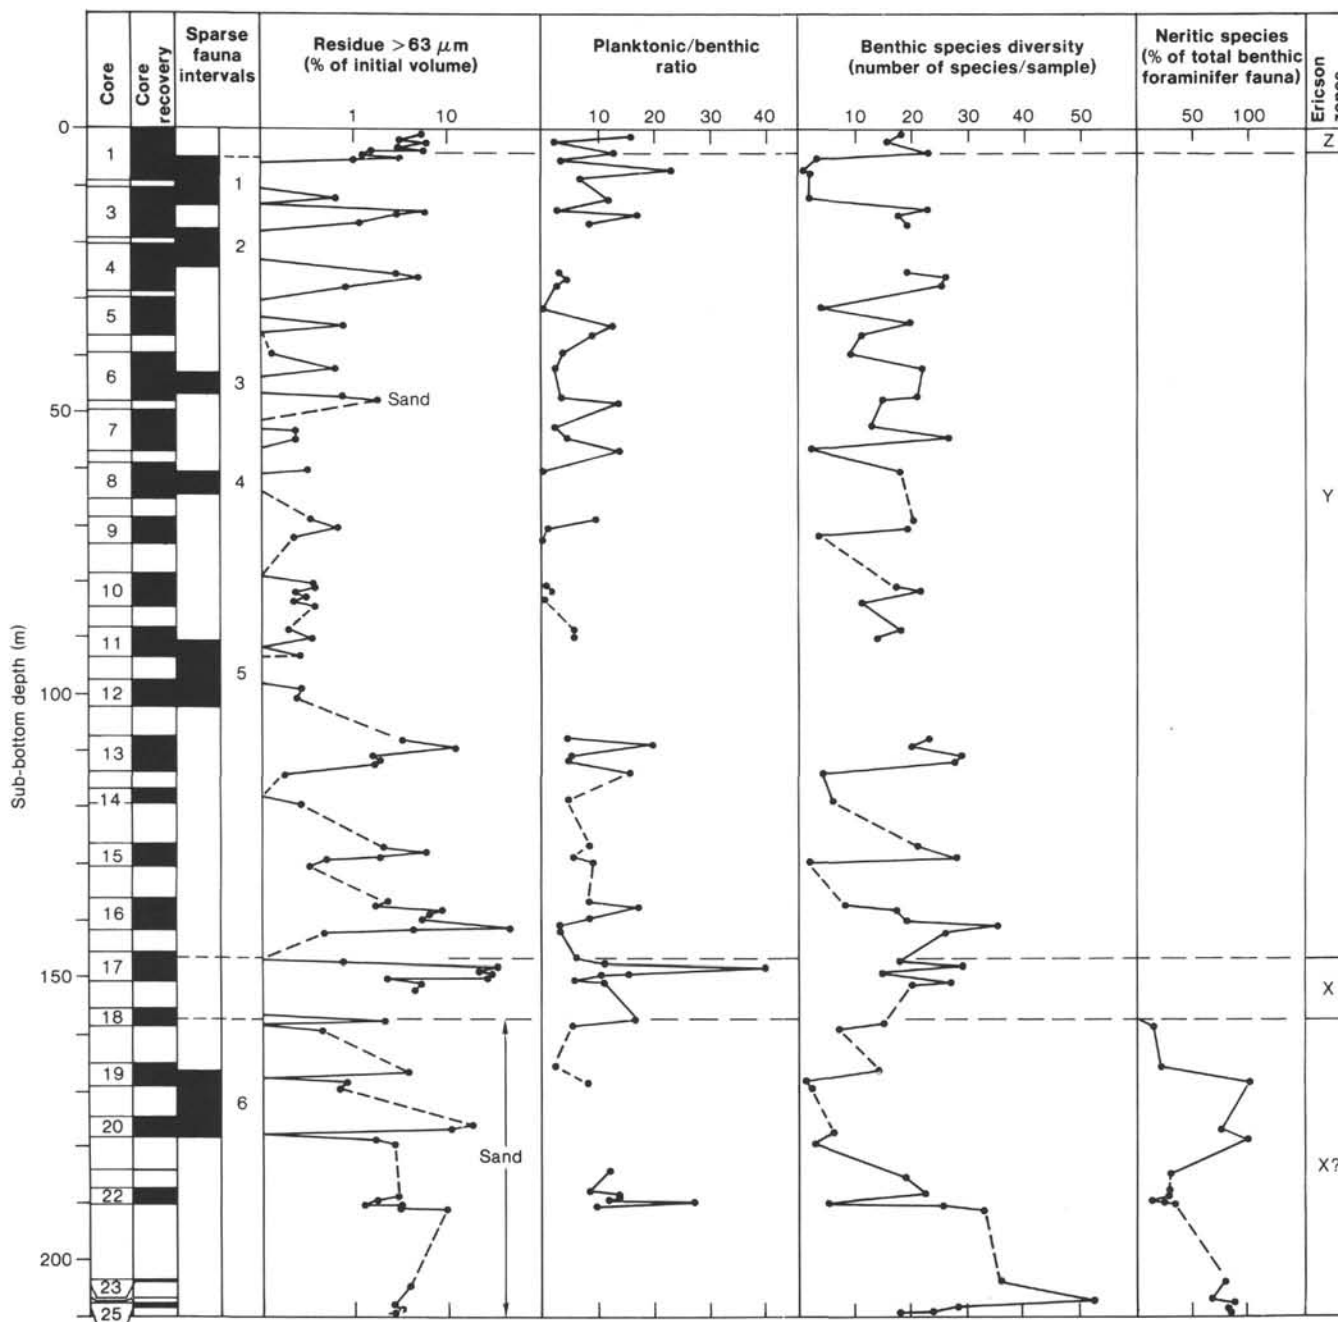 Core
Core recovery
Sparse fauna intervals
Residue >63 μm
(% of initial volume)
Planktonic/benthic
ratio
Benthic species diversity
(number of species/sample)
Neritic species
(% of total benthic
foraminifer fauna)
Ericson
1 10
10 20 30 40
10 20 30 40 50
50 100
Sub-bottom depth (m)
0
50
100
150
200
1
3
4
5
6
7
8
9
10
11
12
13
14
15
16
17
18
19
20
22
23
25
1
2
3
4
5
6
Sand
Sand
Z
Y
X
X?